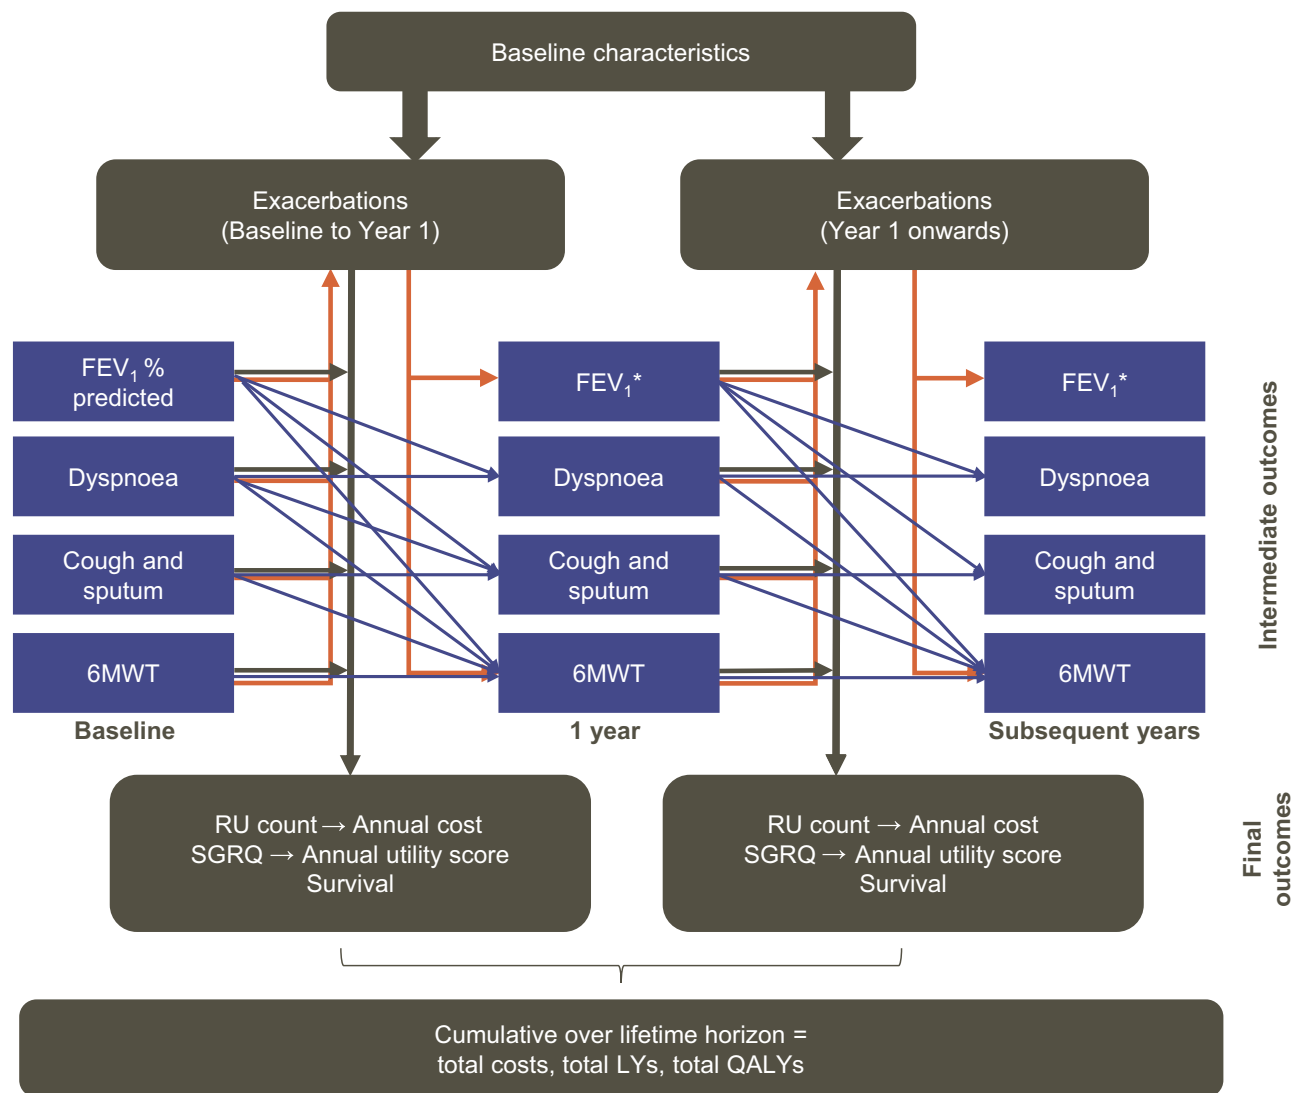 Baseline characteristics
Exacerbations
(Baseline to Year 1)
Exacerbations
(Year 1 onwards)
FEV₁ %
predicted
FEV₁*
FEV₁*
Dyspnoea
Dyspnoea
Dyspnoea
Cough and
sputum
Cough and
sputum
Cough and
sputum
6MWT
6MWT
6MWT
Baseline
1 year
Subsequent years
Intermediate outcomes
RU count → Annual cost
SGRQ → Annual utility score
Survival
RU count → Annual cost
SGRQ → Annual utility score
Survival
Final
outcomes
Cumulative over lifetime horizon =
total costs, total LYs, total QALYs